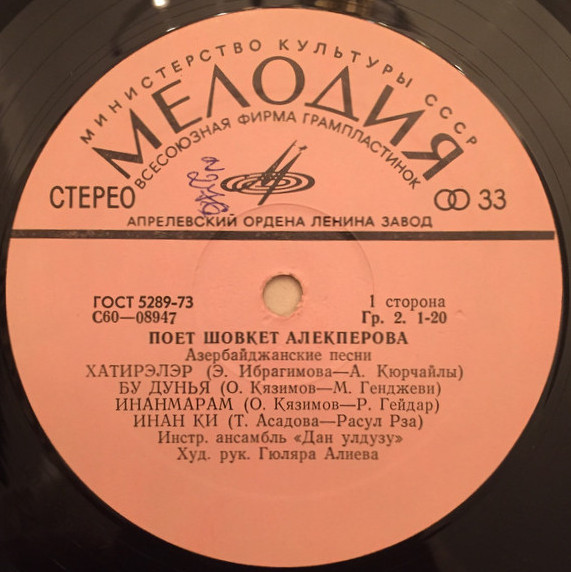 МИНИСТЕРСТВО КУЛЬТУРЫ СССР
МЕЛОДИЯ
ВСЕСОЮЗНАЯ ФИРМА ГРАМПЛАСТИНОК
СТЕРЕО
33
АПРЕЛЕВСКИЙ ОРДЕНА ЛЕНИНА ЗАВОД
ГОСТ 5289-73
1 сторона
С60—08947
Гр. 2. 1-20
ПОЕТ ШОВКЕТ АЛЕКПЕРОВА
Азербайджанские песни
ХАТИРЭЛЭР (Э. Ибрагимова—А. Кюрчайлы)
БУ ДУНЬЯ (О. Кязимов—М. Генджеви)
ИНАНМАРАМ (О. Кязимов—Р. Гейдар)
ИНАН КИ (Т. Асадова—Расул Рза)
Инстр. ансамбль «Дан улдузу»
Худ. рук. Гюляра Алиева